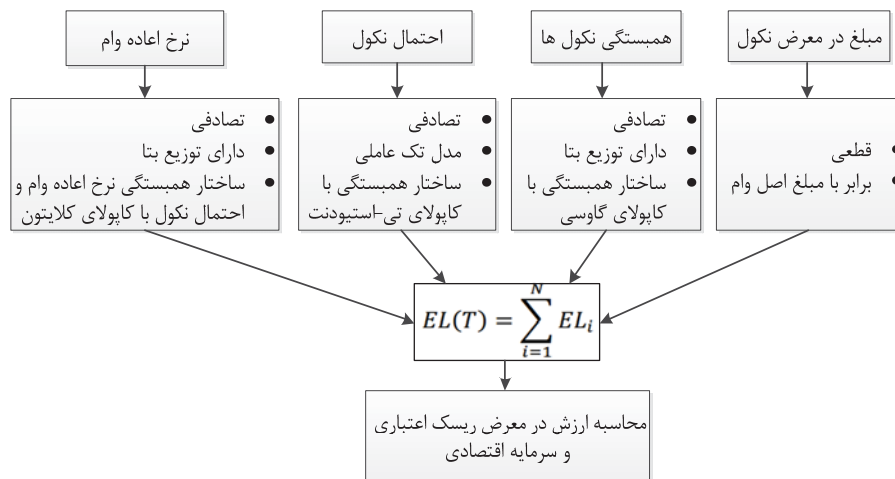 مبلغ در معرض نکول
همبستگی نکول ها
احتمال نکول
نرخ اعاده وام
• قطعی
• برابر با مبلغ اصل وام
• تصادفی
• دارای توزیع بتا
• ساختار همبستگی با
کاپولای گاوسی
• تصادفی
• مدل تک عاملی
• ساختار همبستگی با
کاپولای تی-استیودنت
• تصادفی
• دارای توزیع بتا
• ساختار همبستگی نرخ اعاده وام و
احتمال نکول با کاپولای کلایتون
EL(T) = ∑_{i=1}^{N} EL_i
محاسبه ارزش در معرض ریسک اعتباری
و سرمایه اقتصادی